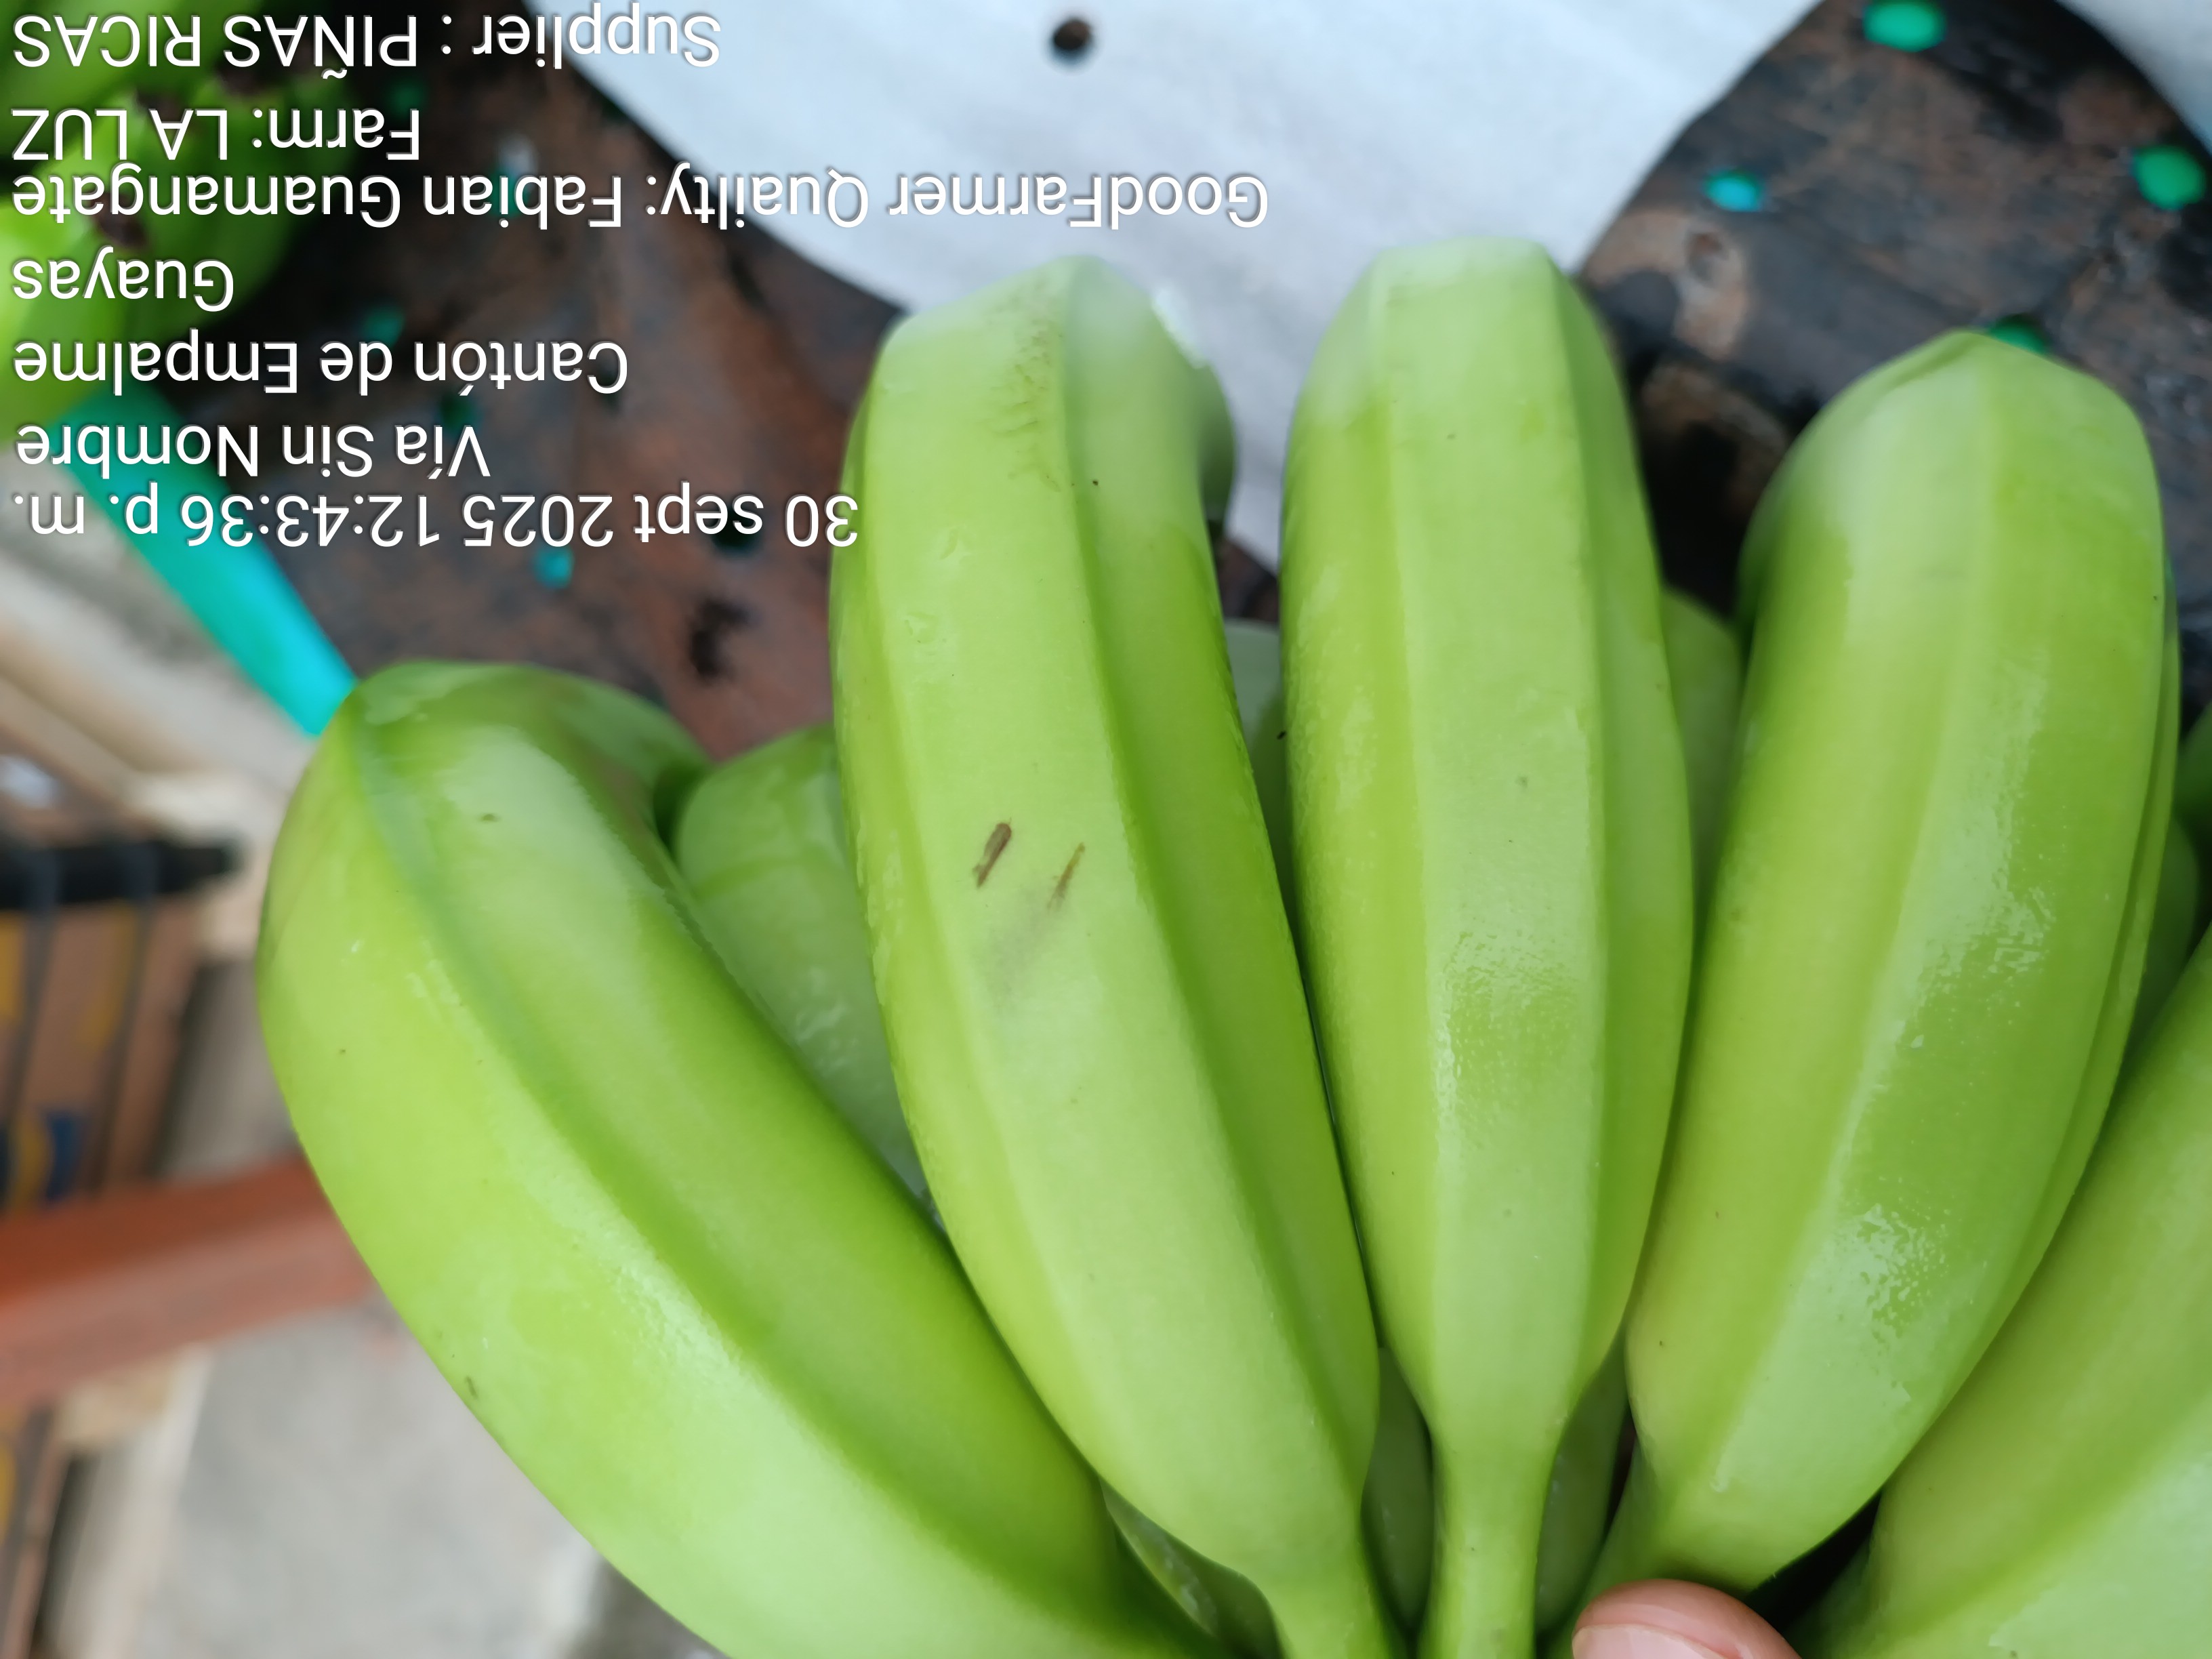 30 sept 2025 12:43:36 p. m.
Vía Sin Nombre
Cantón de Empalme
Guayas
GoodFarmer Quailty: Fabian Guamangate
Farm: LA LUZ
Supplier : PIÑAS RICAS